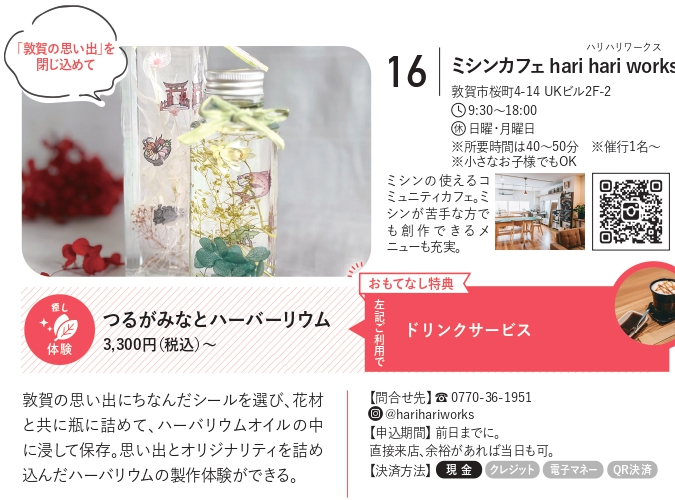 「敦賀の思い出」を
閉じ込めて
16
ハリハリワークス
ミシンカフェ hari hari works
敦賀市桜町4-14 UKビル2F-2
9:30〜18:00
休 日曜・月曜日
※所要時間は40〜50分　※催行1名〜
※小さなお子様でもOK
ミシンの使えるコ
ミュニティカフェ。ミ
シンが苦手な方で
も創作できるメ
ニューも充実。
癒し
体験
つるがみなとハーバーリウム
3,300円（税込）〜
おもてなし特典
左記ご利用で
ドリンクサービス
敦賀の思い出にちなんだシールを選び、花材
と共に瓶に詰めて、ハーバリウムオイルの中
に浸して保存。思い出とオリジナリティを詰め
込んだハーバリウムの製作体験ができる。
【問合せ先】☎ 0770-36-1951
@harihariworks
【申込期間】 前日までに。
直接来店、余裕があれば当日も可。
【決済方法】 現金 クレジット 電子マネー QR決済